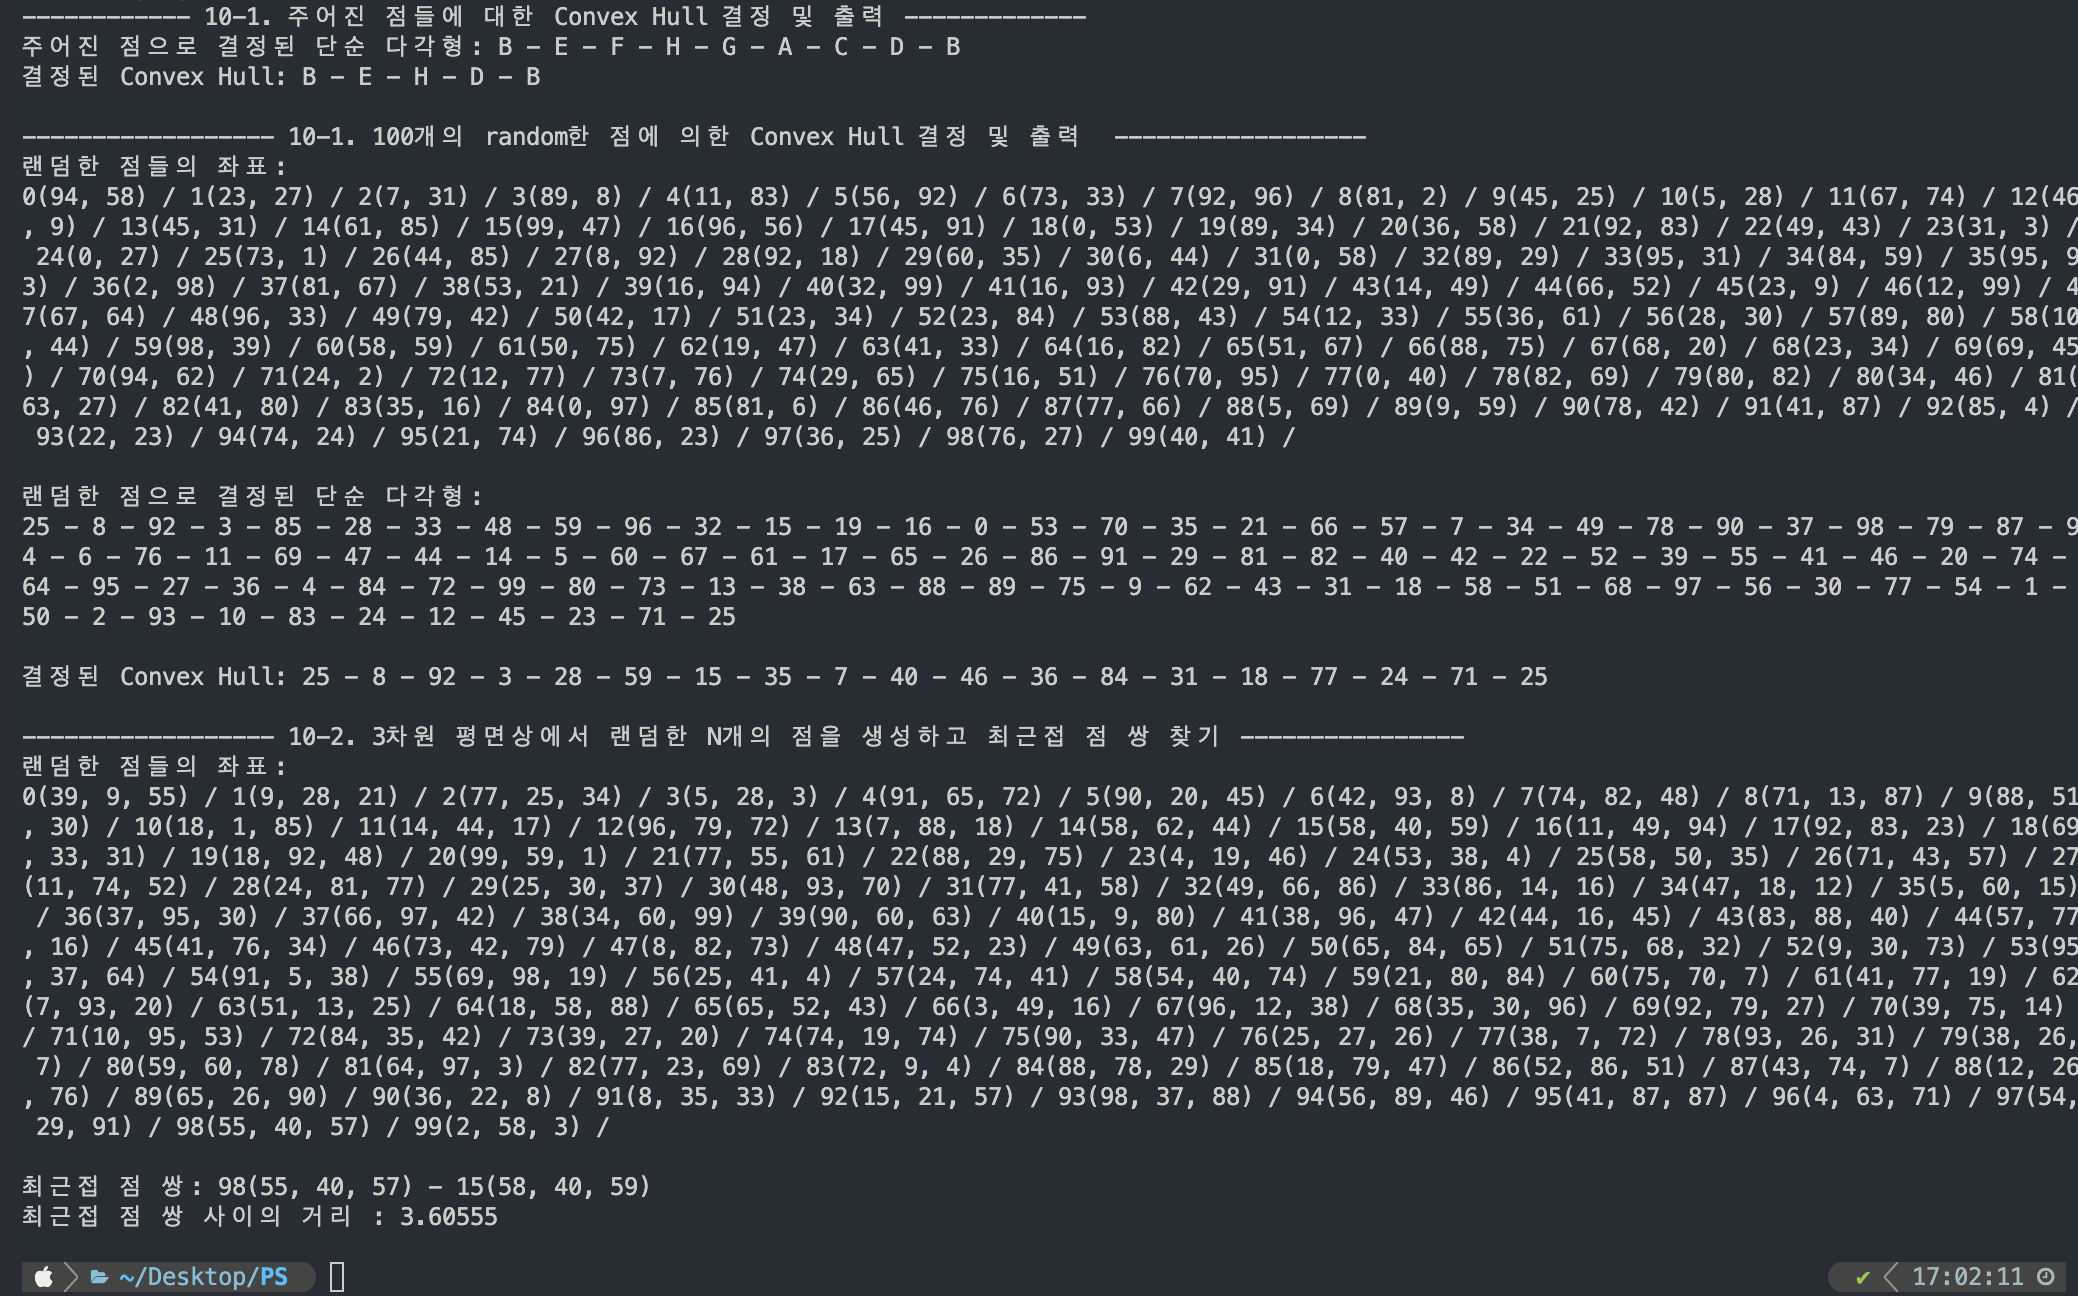 ------------ 10-1. 주어진 점들에 대한 Convex Hull 결정 및 출력 -------------
주어진 점으로 결정된 단순 다각형: B - E - F - H - G - A - C - D - B
결정된 Convex Hull: B - E - H - D - B
------------------ 10-1. 100개의 random한 점에 의한 Convex Hull 결정 및 출력  ------------------
랜덤한 점들의 좌표:
0(94, 58) / 1(23, 27) / 2(7, 31) / 3(89, 8) / 4(11, 83) / 5(56, 92) / 6(73, 33) / 7(92, 96) / 8(81, 2) / 9(45, 25) / 10(5, 28) / 11(67, 74) / 12(46
, 9) / 13(45, 31) / 14(61, 85) / 15(99, 47) / 16(96, 56) / 17(45, 91) / 18(0, 53) / 19(89, 34) / 20(36, 58) / 21(92, 83) / 22(49, 43) / 23(31, 3) /
 24(0, 27) / 25(73, 1) / 26(44, 85) / 27(8, 92) / 28(92, 18) / 29(60, 35) / 30(6, 44) / 31(0, 58) / 32(89, 29) / 33(95, 31) / 34(84, 59) / 35(95, 9
3) / 36(2, 98) / 37(81, 67) / 38(53, 21) / 39(16, 94) / 40(32, 99) / 41(16, 93) / 42(29, 91) / 43(14, 49) / 44(66, 52) / 45(23, 9) / 46(12, 99) / 4
7(67, 64) / 48(96, 33) / 49(79, 42) / 50(42, 17) / 51(23, 34) / 52(23, 84) / 53(88, 43) / 54(12, 33) / 55(36, 61) / 56(28, 30) / 57(89, 80) / 58(10
, 44) / 59(98, 39) / 60(58, 59) / 61(50, 75) / 62(19, 47) / 63(41, 33) / 64(16, 82) / 65(51, 67) / 66(88, 75) / 67(68, 20) / 68(23, 34) / 69(69, 45
) / 70(94, 62) / 71(24, 2) / 72(12, 77) / 73(7, 76) / 74(29, 65) / 75(16, 51) / 76(70, 95) / 77(0, 40) / 78(82, 69) / 79(80, 82) / 80(34, 46) / 81(
63, 27) / 82(41, 80) / 83(35, 16) / 84(0, 97) / 85(81, 6) / 86(46, 76) / 87(77, 66) / 88(5, 69) / 89(9, 59) / 90(78, 42) / 91(41, 87) / 92(85, 4) /
 93(22, 23) / 94(74, 24) / 95(21, 74) / 96(86, 23) / 97(36, 25) / 98(76, 27) / 99(40, 41) /
랜덤한 점으로 결정된 단순 다각형:
25 - 8 - 92 - 3 - 85 - 28 - 33 - 48 - 59 - 96 - 32 - 15 - 19 - 16 - 0 - 53 - 70 - 35 - 21 - 66 - 57 - 7 - 34 - 49 - 78 - 90 - 37 - 98 - 79 - 87 - 9
4 - 6 - 76 - 11 - 69 - 47 - 44 - 14 - 5 - 60 - 67 - 61 - 17 - 65 - 26 - 86 - 91 - 29 - 81 - 82 - 40 - 42 - 22 - 52 - 39 - 55 - 41 - 46 - 20 - 74 -
64 - 95 - 27 - 36 - 4 - 84 - 72 - 99 - 80 - 73 - 13 - 38 - 63 - 88 - 89 - 75 - 9 - 62 - 43 - 31 - 18 - 58 - 51 - 68 - 97 - 56 - 30 - 77 - 54 - 1 -
50 - 2 - 93 - 10 - 83 - 24 - 12 - 45 - 23 - 71 - 25
결정된 Convex Hull: 25 - 8 - 92 - 3 - 28 - 59 - 15 - 35 - 7 - 40 - 46 - 36 - 84 - 31 - 18 - 77 - 24 - 71 - 25
------------------ 10-2. 3차원 평면상에서 랜덤한 N개의 점을 생성하고 최근접 점 쌍 찾기 ----------------
랜덤한 점들의 좌표:
0(39, 9, 55) / 1(9, 28, 21) / 2(77, 25, 34) / 3(5, 28, 3) / 4(91, 65, 72) / 5(90, 20, 45) / 6(42, 93, 8) / 7(74, 82, 48) / 8(71, 13, 87) / 9(88, 51
, 30) / 10(18, 1, 85) / 11(14, 44, 17) / 12(96, 79, 72) / 13(7, 88, 18) / 14(58, 62, 44) / 15(58, 40, 59) / 16(11, 49, 94) / 17(92, 83, 23) / 18(69
, 33, 31) / 19(18, 92, 48) / 20(99, 59, 1) / 21(77, 55, 61) / 22(88, 29, 75) / 23(4, 19, 46) / 24(53, 38, 4) / 25(58, 50, 35) / 26(71, 43, 57) / 27
(11, 74, 52) / 28(24, 81, 77) / 29(25, 30, 37) / 30(48, 93, 70) / 31(77, 41, 58) / 32(49, 66, 86) / 33(86, 14, 16) / 34(47, 18, 12) / 35(5, 60, 15)
 / 36(37, 95, 30) / 37(66, 97, 42) / 38(34, 60, 99) / 39(90, 60, 63) / 40(15, 9, 80) / 41(38, 96, 47) / 42(44, 16, 45) / 43(83, 88, 40) / 44(57, 77
, 16) / 45(41, 76, 34) / 46(73, 42, 79) / 47(8, 82, 73) / 48(47, 52, 23) / 49(63, 61, 26) / 50(65, 84, 65) / 51(75, 68, 32) / 52(9, 30, 73) / 53(95
, 37, 64) / 54(91, 5, 38) / 55(69, 98, 19) / 56(25, 41, 4) / 57(24, 74, 41) / 58(54, 40, 74) / 59(21, 80, 84) / 60(75, 70, 7) / 61(41, 77, 19) / 62
(7, 93, 20) / 63(51, 13, 25) / 64(18, 58, 88) / 65(65, 52, 43) / 66(3, 49, 16) / 67(96, 12, 38) / 68(35, 30, 96) / 69(92, 79, 27) / 70(39, 75, 14)
/ 71(10, 95, 53) / 72(84, 35, 42) / 73(39, 27, 20) / 74(74, 19, 74) / 75(90, 33, 47) / 76(25, 27, 26) / 77(38, 7, 72) / 78(93, 26, 31) / 79(38, 26,
 7) / 80(59, 60, 78) / 81(64, 97, 3) / 82(77, 23, 69) / 83(72, 9, 4) / 84(88, 78, 29) / 85(18, 79, 47) / 86(52, 86, 51) / 87(43, 74, 7) / 88(12, 26
, 76) / 89(65, 26, 90) / 90(36, 22, 8) / 91(8, 35, 33) / 92(15, 21, 57) / 93(98, 37, 88) / 94(56, 89, 46) / 95(41, 87, 87) / 96(4, 63, 71) / 97(54,
 29, 91) / 98(55, 40, 57) / 99(2, 58, 3) /
최근접 점 쌍: 98(55, 40, 57) - 15(58, 40, 59)
최근접 점 쌍 사이의 거리 : 3.60555
~/Desktop/PS ✔ 17:02:11